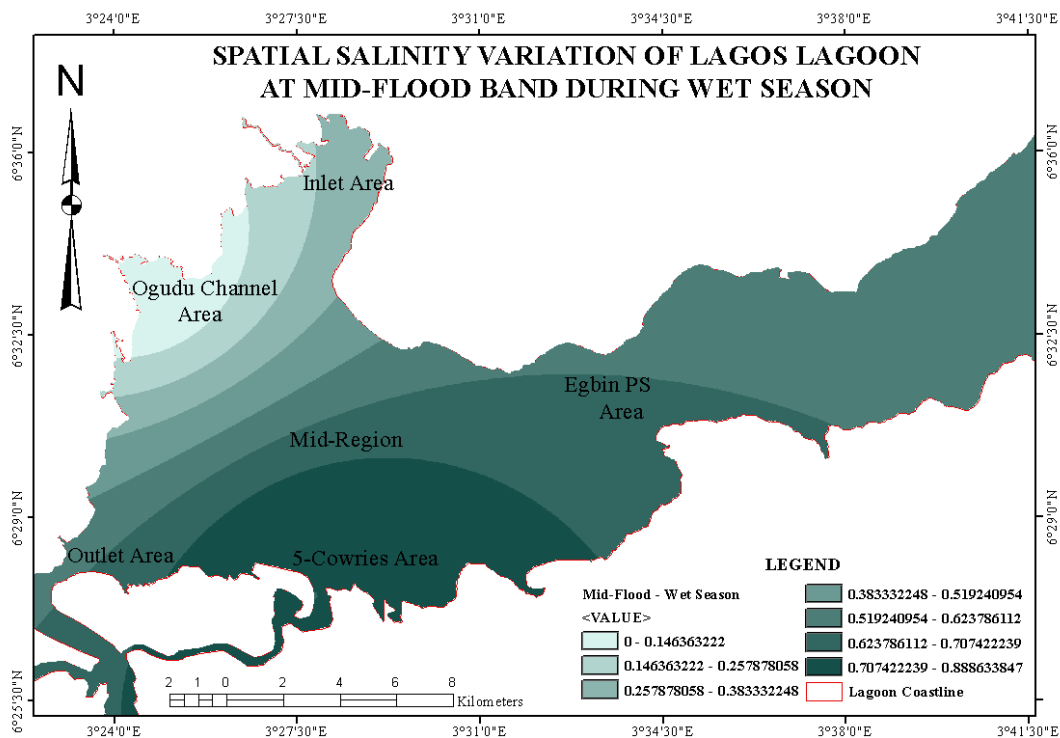 3°24'0"E 3°27'30"E 3°31'0"E 3°34'30"E 3°38'0"E 3°41'30"E
SPATIAL SALINITY VARIATION OF LAGOS LAGOON
AT MID-FLOOD BAND DURING WET SEASON
N
6°36'0"N 6°36'0"N
Inlet Area
Ogudu Channel
Area
6°32'30"N 6°32'30"N
Egbin PS
Area
Mid-Region
6°29'0"N 6°29'0"N
Outlet Area
5-Cowries Area
LEGEND
Mid-Flood - Wet Season
<VALUE>
0 - 0.146363222
0.146363222 - 0.257878058
0.257878058 - 0.383332248
0.383332248 - 0.519240954
0.519240954 - 0.623786112
0.623786112 - 0.707422239
0.707422239 - 0.888633847
Lagoon Coastline
2 1 0 2 4 6 8
Kilometers
6°25'30"N 6°25'30"N
3°24'0"E 3°27'30"E 3°31'0"E 3°34'30"E 3°38'0"E 3°41'30"E